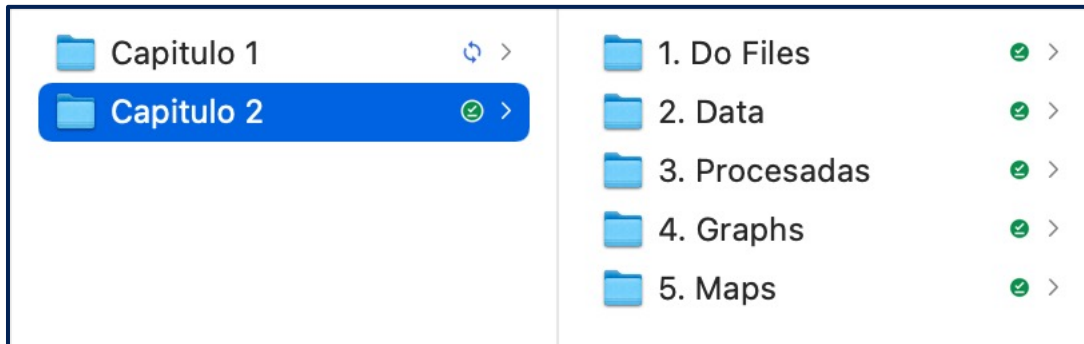 Capitulo 1
Capitulo 2
1. Do Files
2. Data
3. Procesadas
4. Graphs
5. Maps